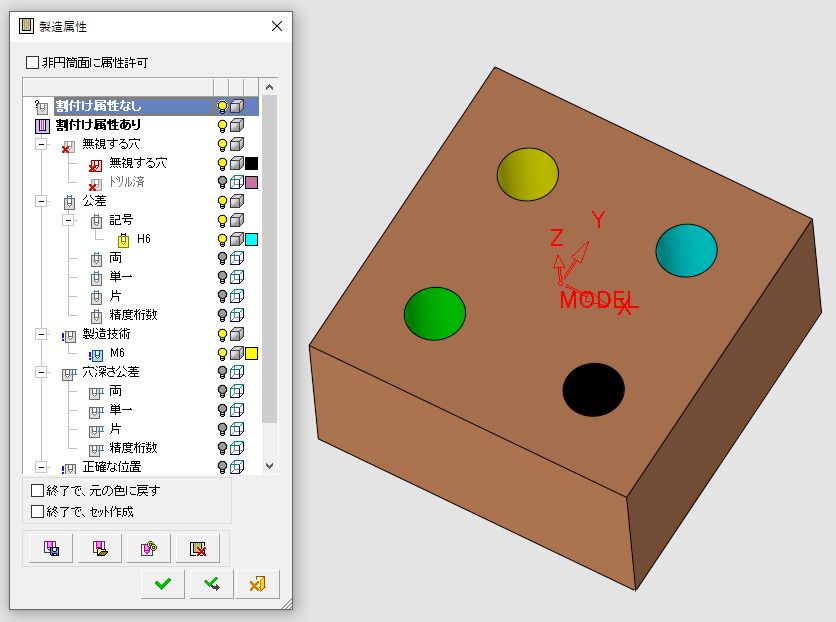 製造属性
非円筒面に属性許可
割付け属性なし
割付け属性あり
無視する穴
無視する穴
ドリル済
公差
記号
H6
両
単一
片
精度桁数
製造技術
M6
穴深さ公差
両
単一
片
精度桁数
正確な位置
終了で、元の色に戻す
終了で、セット作成
Z
Y
X
MODEL